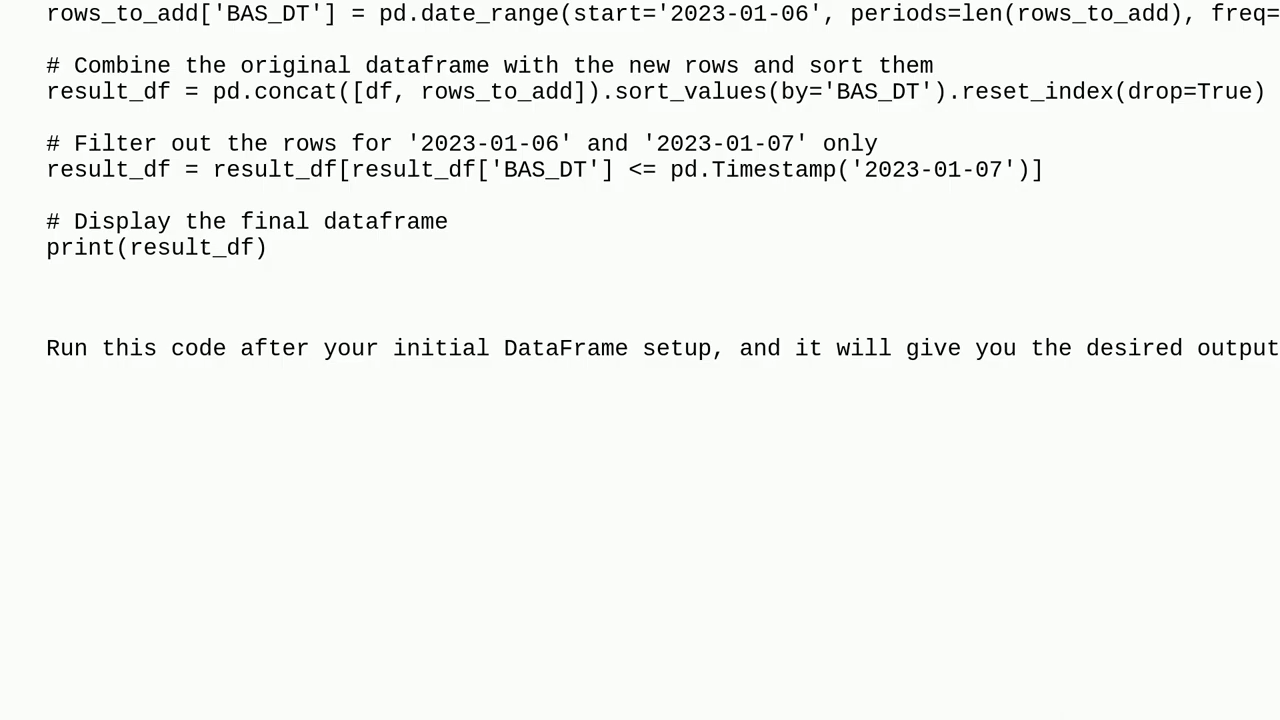 rows_to_add['BAS_DT'] = pd.date_range(start='2023-01-06', periods=len(rows_to_add), freq=
# Combine the original dataframe with the new rows and sort them
result_df = pd.concat([df, rows_to_add]).sort_values(by='BAS_DT').reset_index(drop=True)
# Filter out the rows for '2023-01-06' and '2023-01-07' only
result_df = result_df[result_df['BAS_DT'] <= pd.Timestamp('2023-01-07')]
# Display the final dataframe
print(result_df)
Run this code after your initial DataFrame setup, and it will give you the desired output